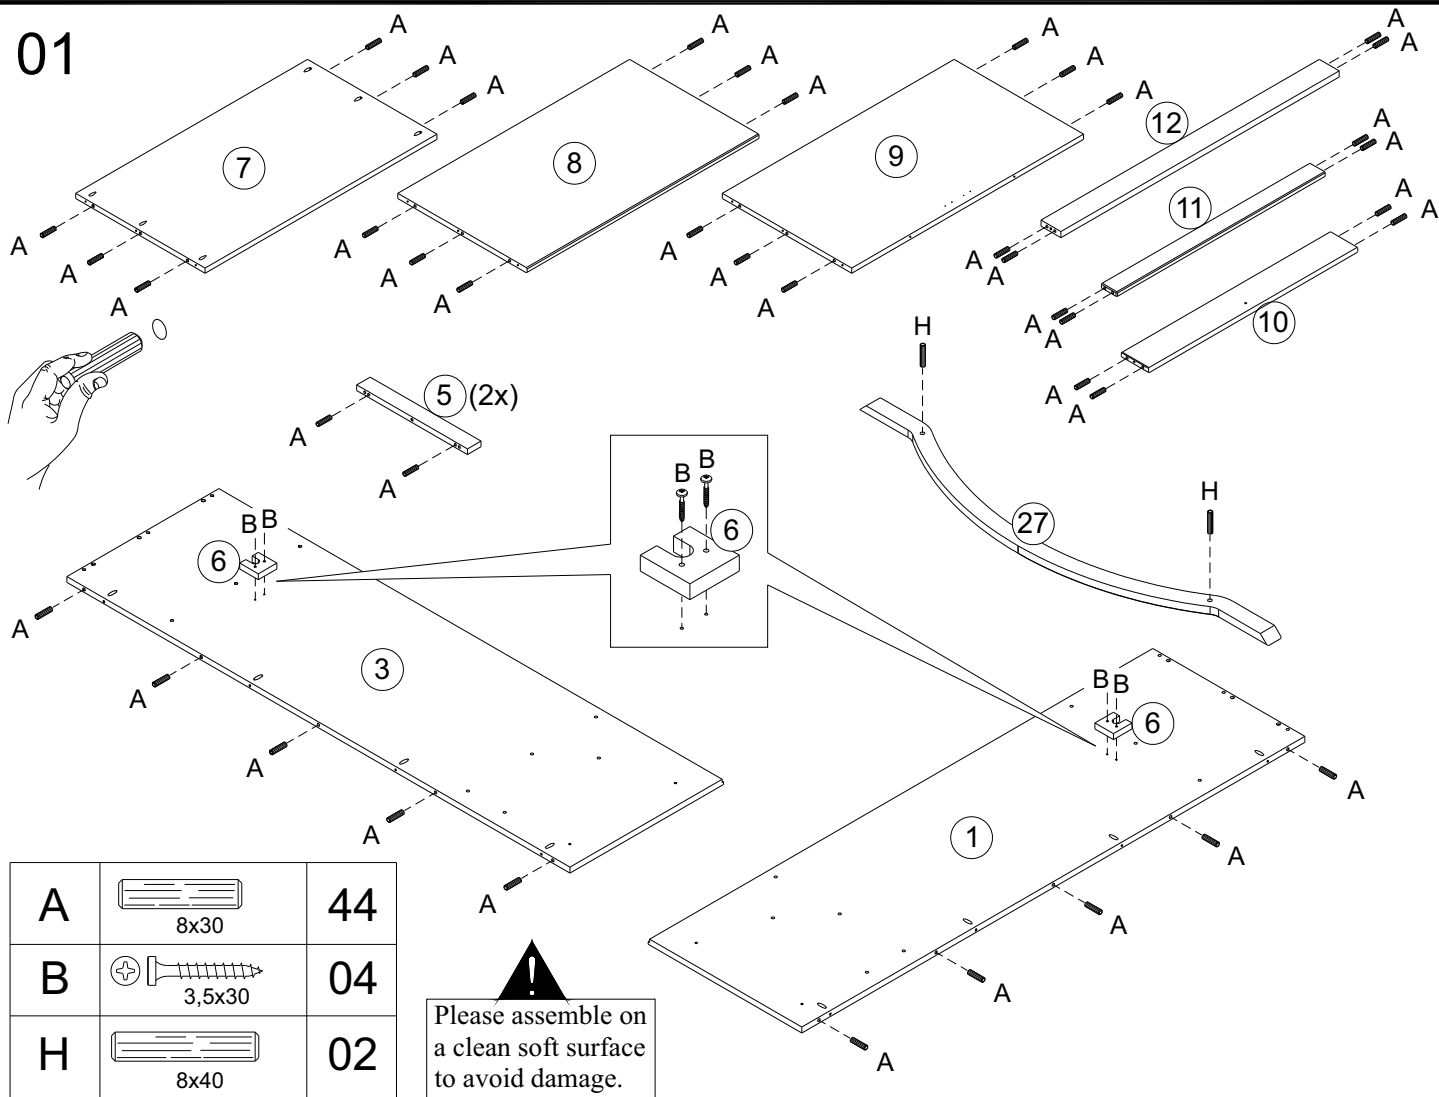 01
A A A A A A A A A A A
A A
7 8 9 12
A A
11
A A
A A A A A A A A A A A
A A
10
A A
H
5 (2x)
A
A
B B
6
27
H
B B
6
A
3
A
A
A
A
B B
6
1
A
A
A
A
A
A 8x30 44
B 3,5x30 04
H 8x40 02
!
Please assemble on
a clean soft surface
to avoid damage.